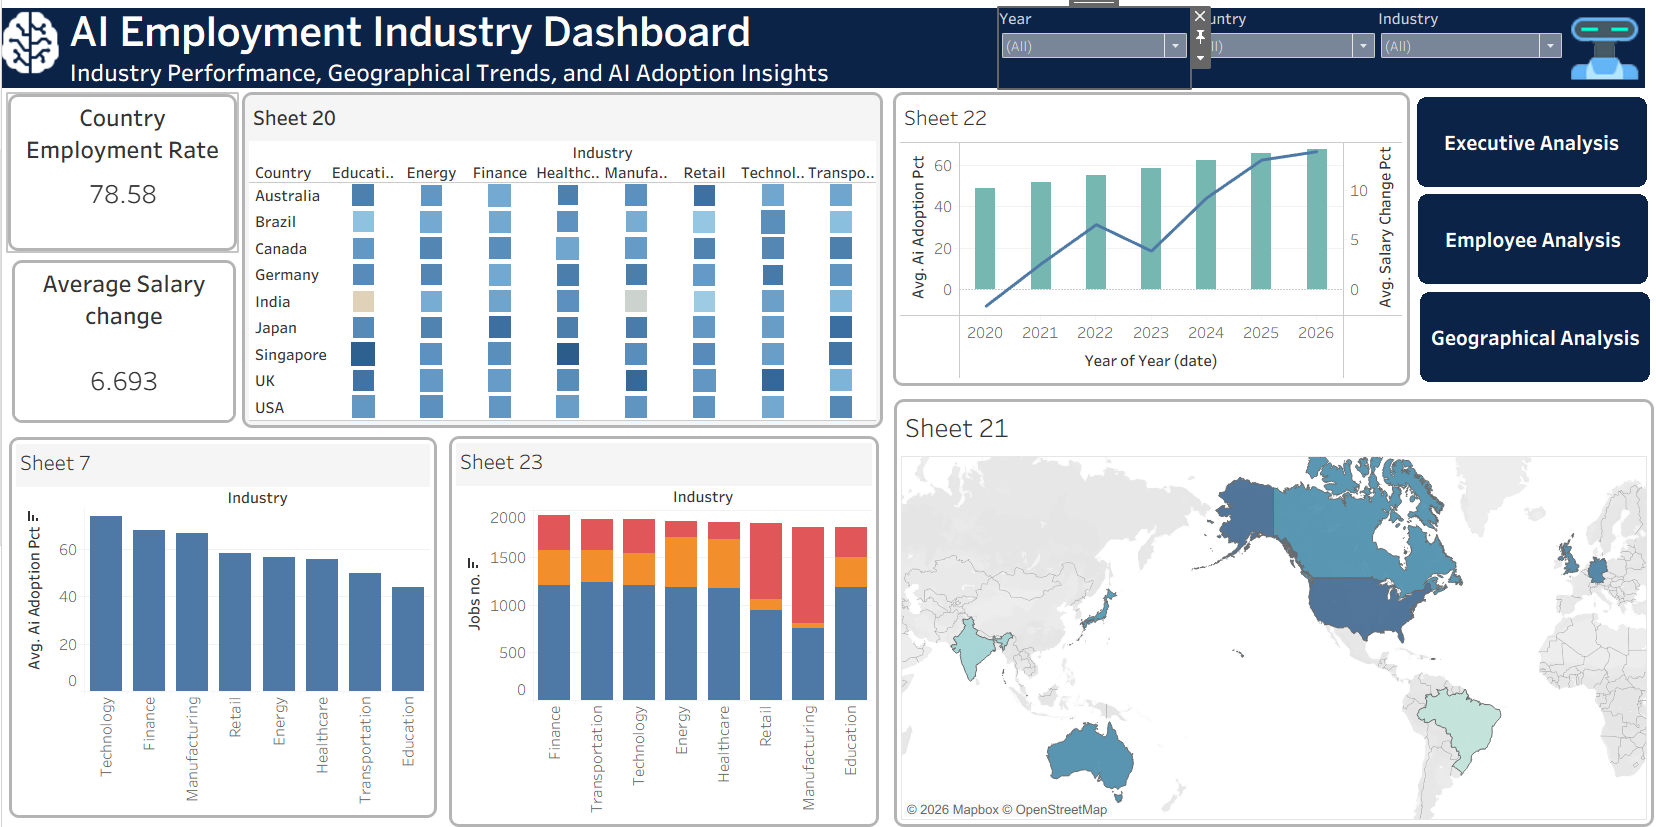 AI Employment Industry Dashboard
Industry Perforfmance, Geographical Trends, and AI Adoption Insights
Year
(All)
untry
ll)
Industry
(All)
Country
Employment Rate
78.58
Average Salary
change
6.693
Sheet 20
Industry
Country Educati.. Energy Finance Healthc.. Manufa.. Retail Technol.. Transpo..
Australia
Brazil
Canada
Germany
India
Japan
Singapore
UK
USA
Sheet 22
Avg. Ai Adoption Pct
60
40
20
0
10
5
0
Avg. Salary Change Pct
2020 2021 2022 2023 2024 2025 2026
Year of Year (date)
Executive Analysis
Employee Analysis
Geographical Analysis
Sheet 7
Industry
Avg. Ai Adoption Pct
60
40
20
0
Technology
Finance
Manufacturing
Retail
Energy
Healthcare
Transportation
Education
Sheet 23
Industry
Jobs no.
2000
1500
1000
500
0
Finance
Transportation
Technology
Energy
Healthcare
Retail
Manufacturing
Education
Sheet 21
© 2026 Mapbox © OpenStreetMap